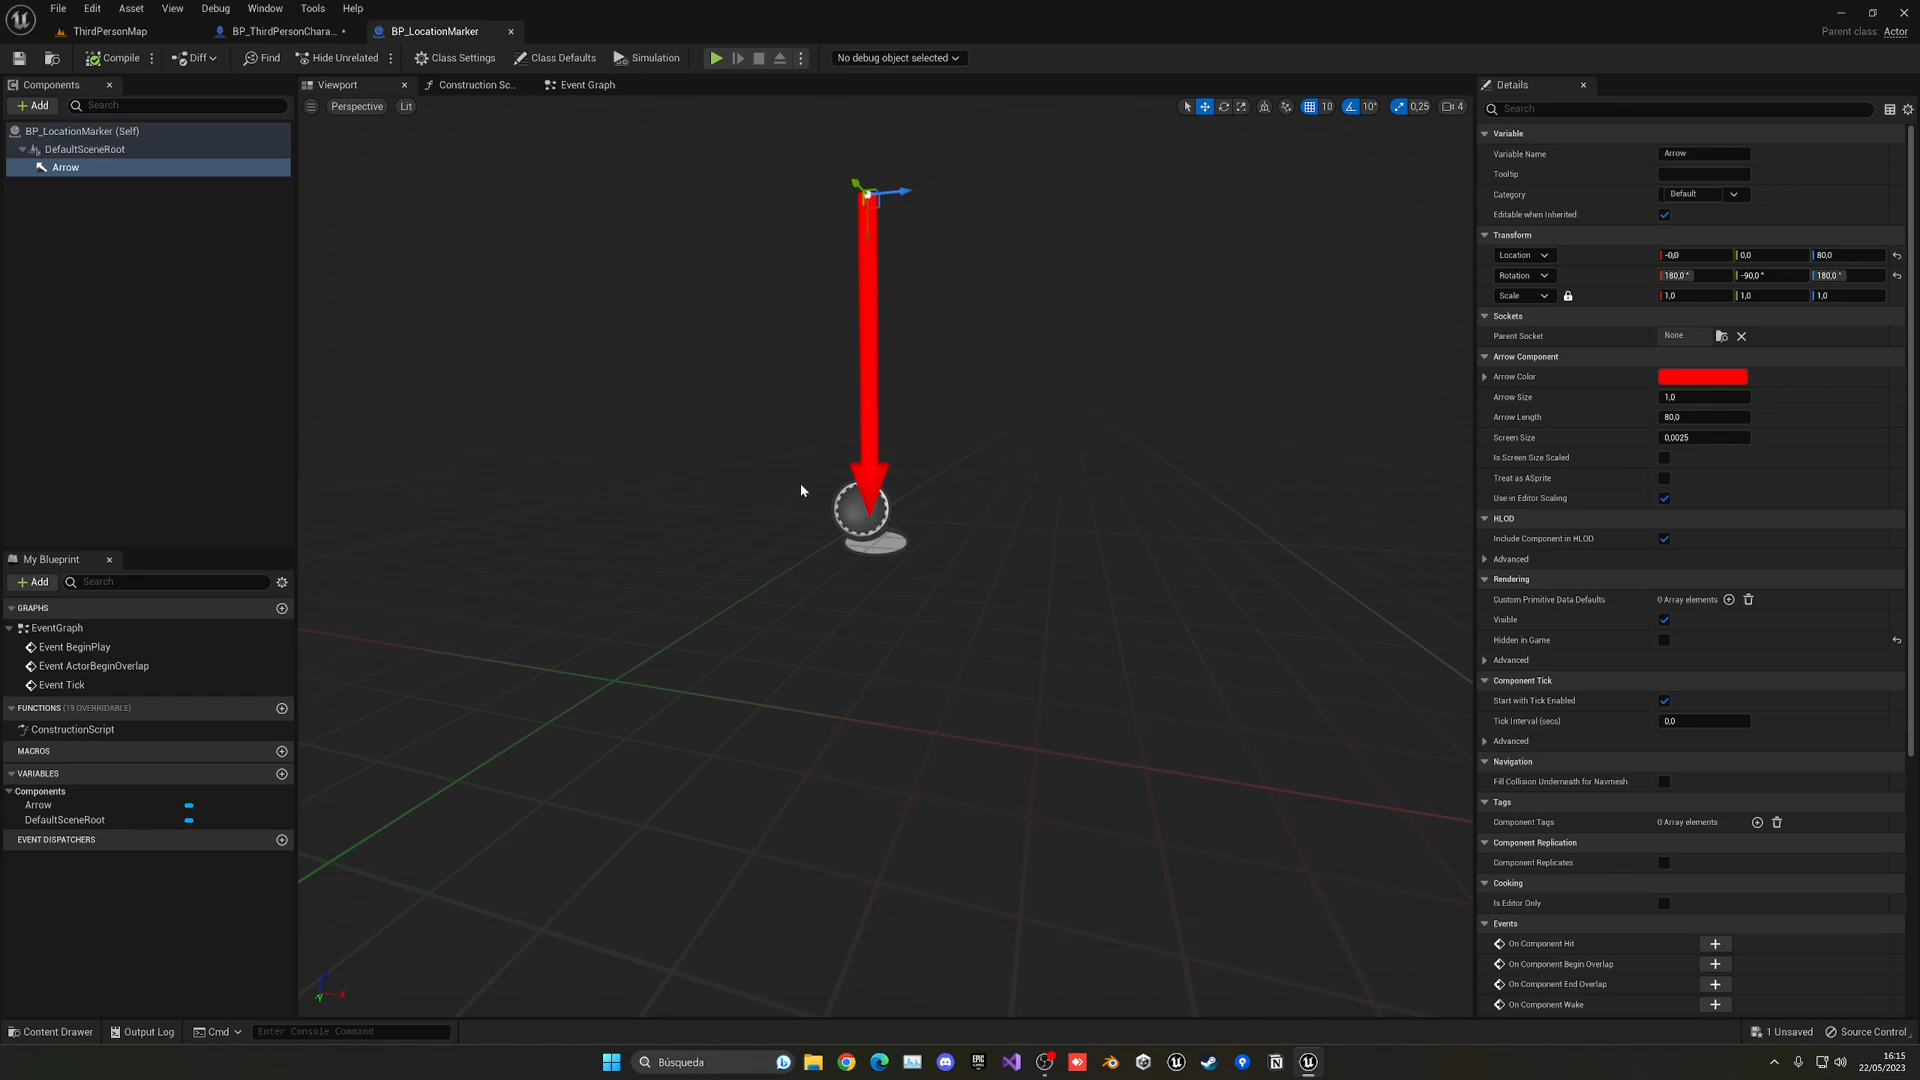 File Edit Asset View Debug Window Tools Help
ThirdPersonMap BP_ThirdPersonChara... • BP_LocationMarker
Parent class: Actor
Compile Diff Find Hide Unrelated Class Settings Class Defaults Simulation No debug object selected
Components
Add Search
BP_LocationMarker (Self)
DefaultSceneRoot
Arrow
Viewport Construction Sc... Event Graph
Perspective Lit 10 10° 0,25 4
X
Y
My Blueprint
Add Search
GRAPHS
EventGraph
Event BeginPlay
Event ActorBeginOverlap
Event Tick
FUNCTIONS (19 OVERRIDABLE)
ConstructionScript
MACROS
VARIABLES
Components
Arrow
DefaultSceneRoot
EVENT DISPATCHERS
Details
Search
Variable
Variable Name Arrow
Tooltip
Category Default
Editable when Inherited
Transform
Location -0,0 0,0 80,0
Rotation 180,0 ° -90,0 ° 180,0 °
Scale 1,0 1,0 1,0
Sockets
Parent Socket None
Arrow Component
Arrow Color
Arrow Size 1,0
Arrow Length 80,0
Screen Size 0,0025
Is Screen Size Scaled
Treat as ASprite
Use in Editor Scaling
HLOD
Include Component in HLOD
Advanced
Rendering
Custom Primitive Data Defaults 0 Array elements
Visible
Hidden in Game
Advanced
Component Tick
Start with Tick Enabled
Tick Interval (secs) 0,0
Advanced
Navigation
Fill Collision Underneath for Navmesh
Tags
Component Tags 0 Array elements
Component Replication
Component Replicates
Cooking
Is Editor Only
Events
On Component Hit
On Component Begin Overlap
On Component End Overlap
On Component Wake
Content Drawer Output Log Cmd Enter Console Command 1 Unsaved Source Control
Búsqueda
EPIC GAMES
16:15
22/05/2023